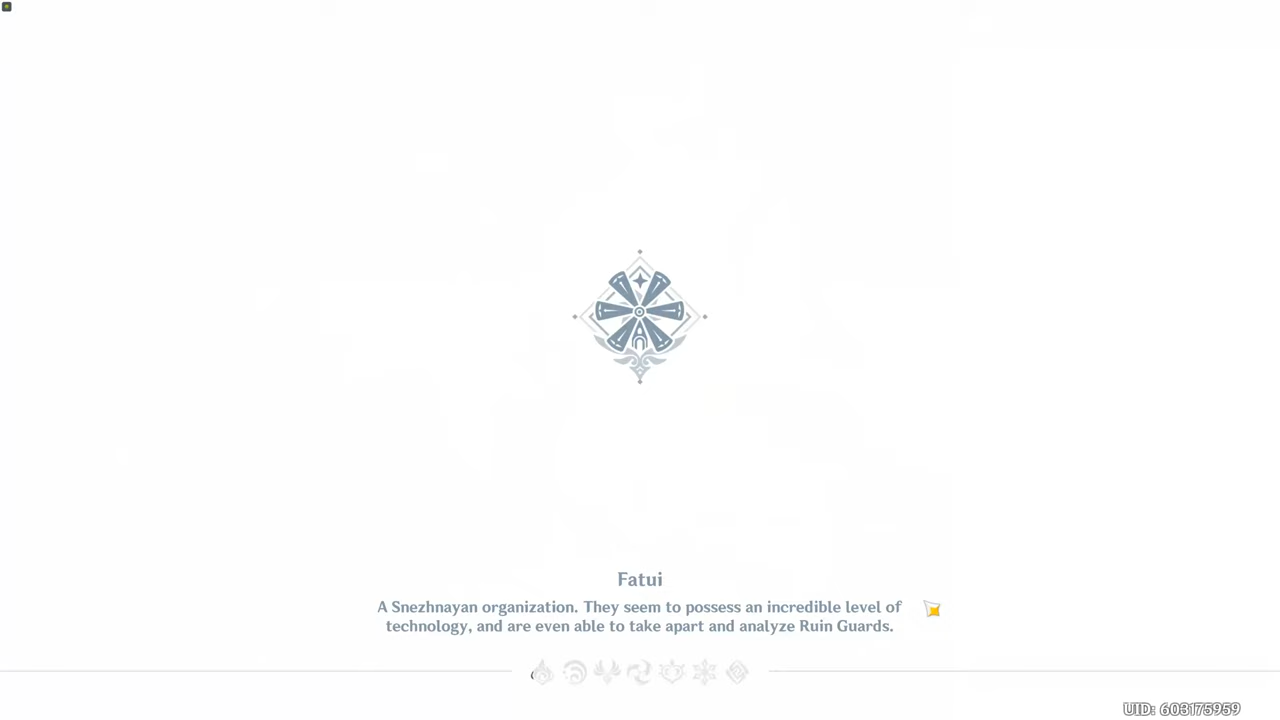 Fatui
A Snezhnayan organization. They seem to possess an incredible level of
technology, and are even able to take apart and analyze Ruin Guards.
UID: 603175959